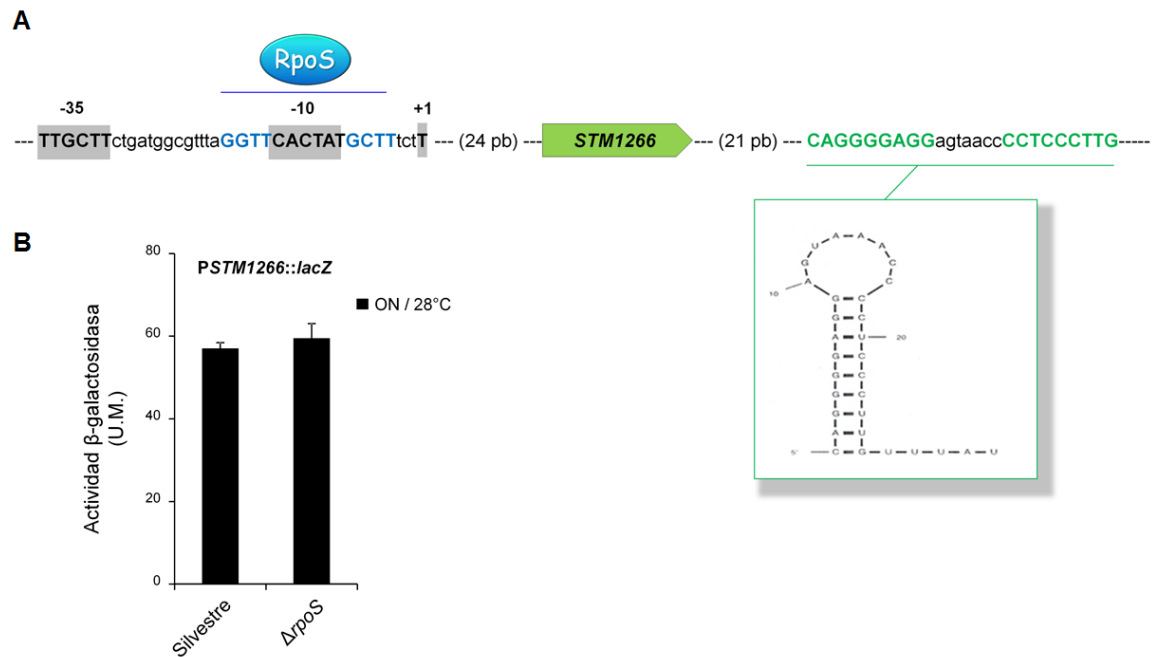 A
RpoS
-35 -10 +1
--- TTGCTTctgatggcgtttaGGTTCACTATGCTTtctT --- (24 pb) --- STM1266 --- (21 pb) --- CAGGGGAGGagtaaccCCTCCCTTG-----
B
PSTM1266::lacZ
ON / 28°C
Actividad β-galactosidasa
(U.M.)
80
60
40
20
0
Silvestre
ΔrpoS
U A A A
G C
10 A C
G C
G C
A U 20
G C
G C
G C
G U
A U
5' C G U U U A U